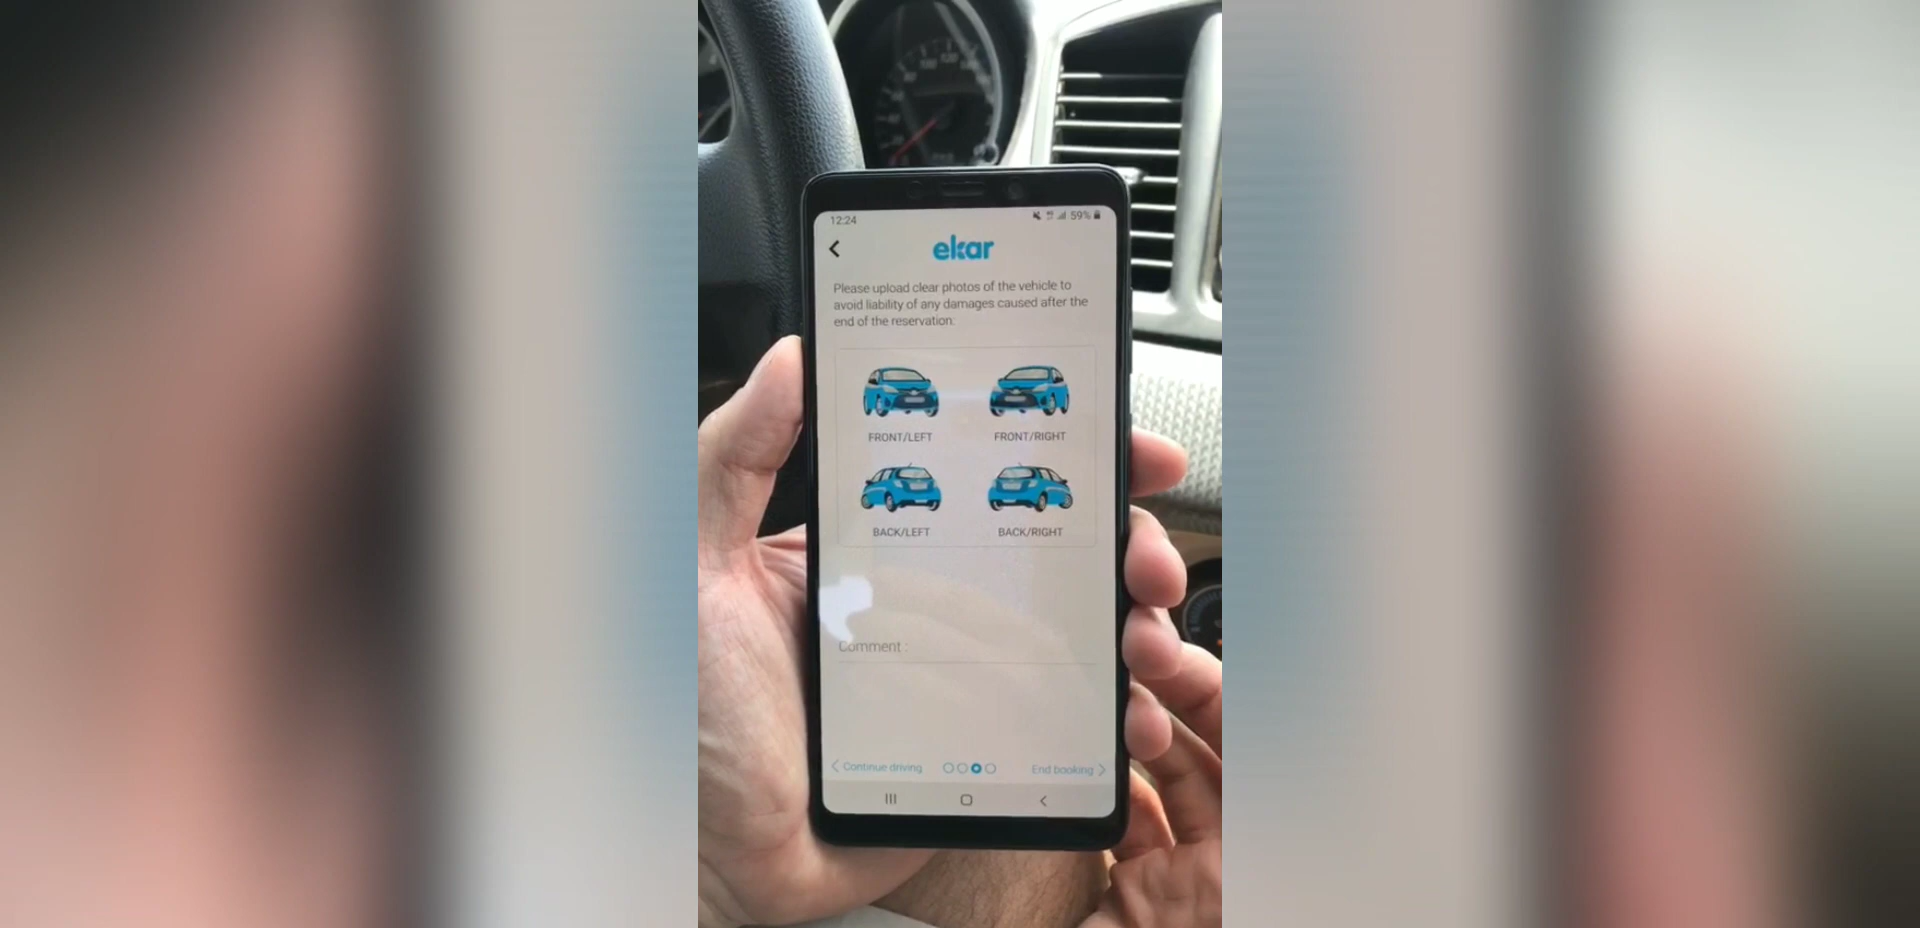 12:24
59%
ekar
Please upload clear photos of the vehicle to
avoid liability of any damages caused after the
end of the reservation:
FRONT/LEFT
FRONT/RIGHT
BACK/LEFT
BACK/RIGHT
Comment :
Continue driving
End booking